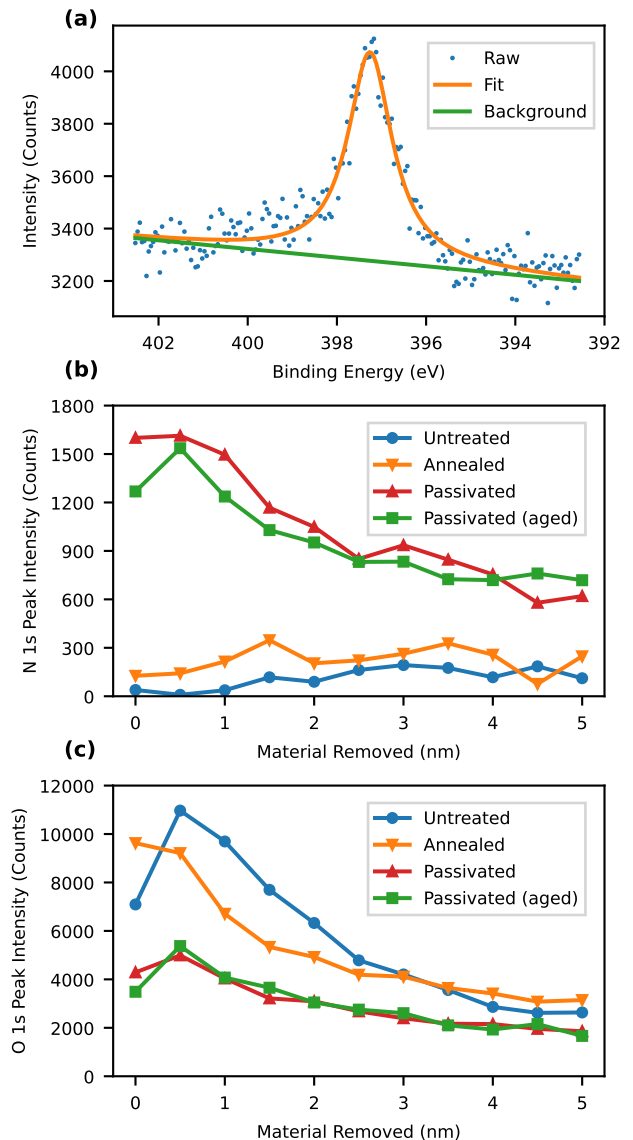 (a)
4000
3800
3600
3400
3200
Intensity (Counts)
Raw
Fit
Background
402 400 398 396 394 392
Binding Energy (eV)
(b)
1800
1500
1200
900
600
300
0
N 1s Peak Intensity (Counts)
Untreated
Annealed
Passivated
Passivated (aged)
0 1 2 3 4 5
Material Removed (nm)
(c)
12000
10000
8000
6000
4000
2000
0
O 1s Peak Intensity (Counts)
Untreated
Annealed
Passivated
Passivated (aged)
0 1 2 3 4 5
Material Removed (nm)